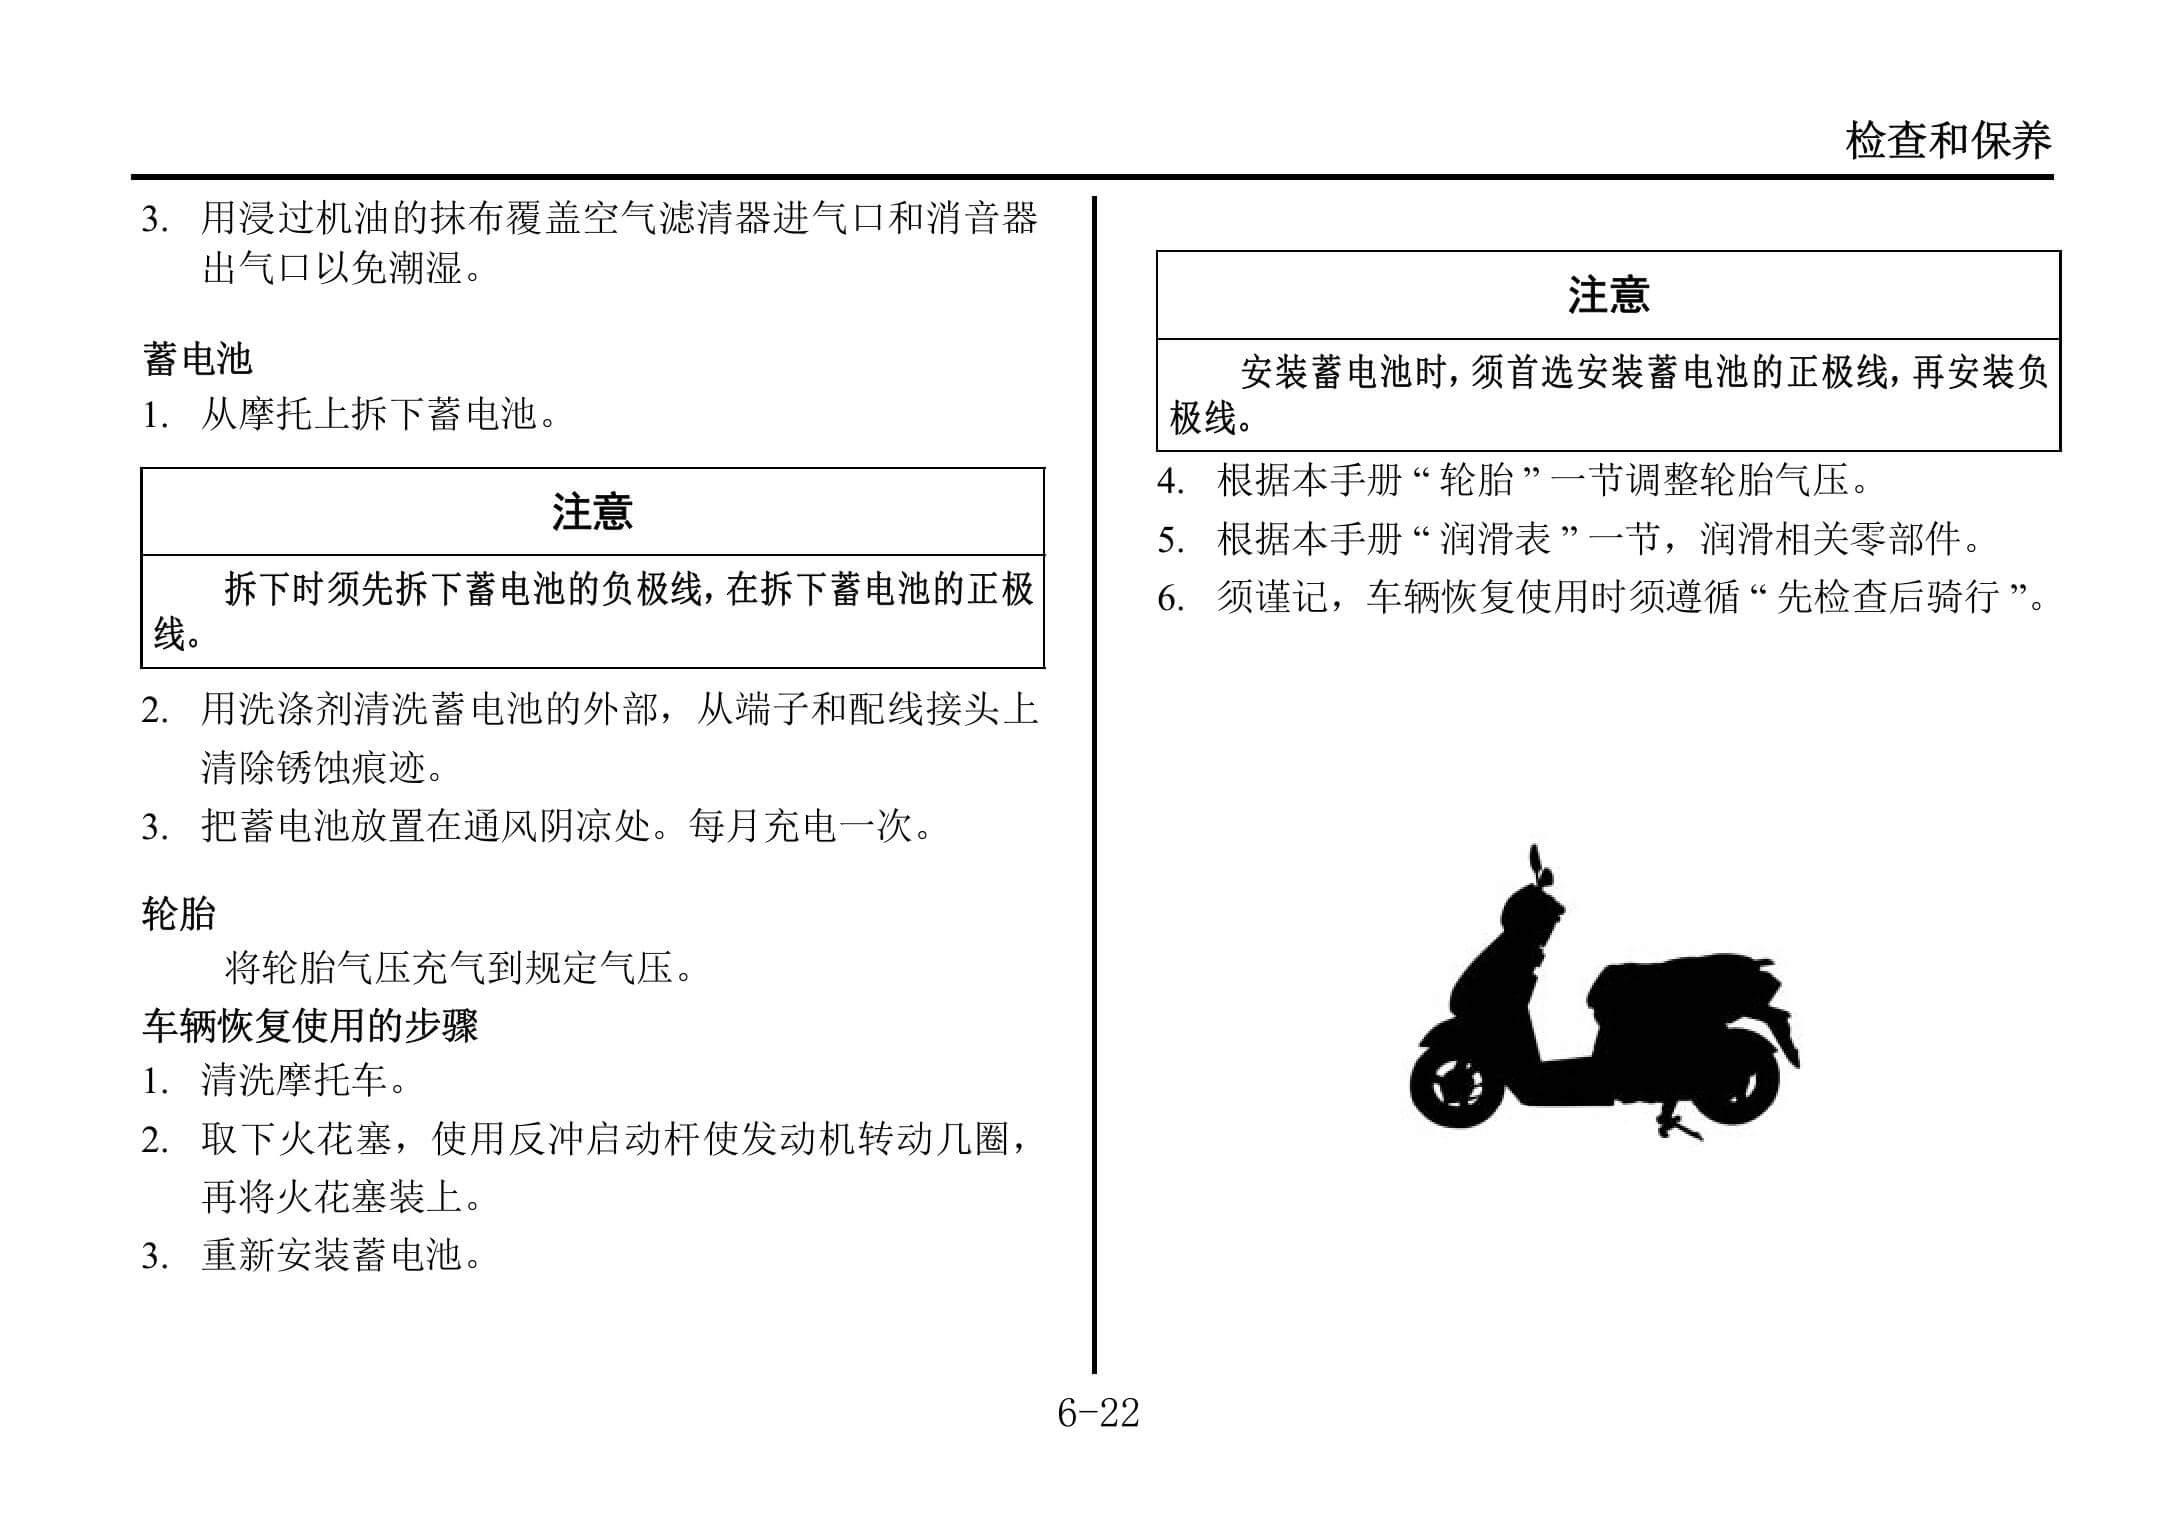 检查和保养
3. 用浸过机油的抹布覆盖空气滤清器进气口和消音器
出气口以免潮湿。
蓄电池
1. 从摩托上拆下蓄电池。
注意
拆下时须先拆下蓄电池的负极线，在拆下蓄电池的正极
线。
2. 用洗涤剂清洗蓄电池的外部，从端子和配线接头上
清除锈蚀痕迹。
3. 把蓄电池放置在通风阴凉处。每月充电一次。
轮胎
将轮胎气压充气到规定气压。
车辆恢复使用的步骤
1. 清洗摩托车。
2. 取下火花塞，使用反冲启动杆使发动机转动几圈，
再将火花塞装上。
3. 重新安装蓄电池。
注意
安装蓄电池时，须首选安装蓄电池的正极线，再安装负
极线。
4. 根据本手册“轮胎”一节调整轮胎气压。
5. 根据本手册“润滑表”一节，润滑相关零部件。
6. 须谨记，车辆恢复使用时须遵循“先检查后骑行”。
6-22